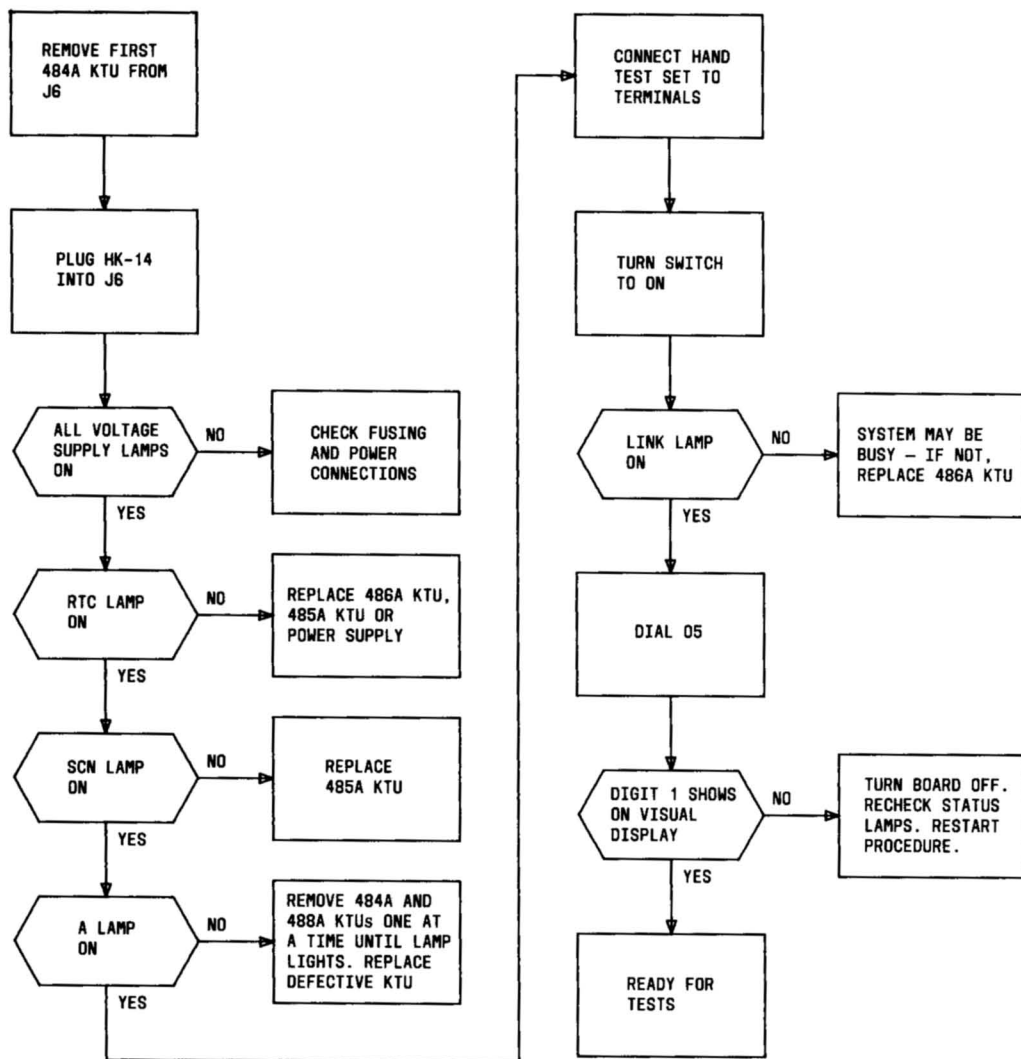 REMOVE FIRST
484A KTU FROM
J6
PLUG HK-14
INTO J6
ALL VOLTAGE
SUPPLY LAMPS
ON
NO
CHECK FUSING
AND POWER
CONNECTIONS
YES
RTC LAMP
ON
NO
REPLACE 486A KTU,
485A KTU OR
POWER SUPPLY
YES
SCN LAMP
ON
NO
REPLACE
485A KTU
YES
A LAMP
ON
NO
REMOVE 484A AND
488A KTUs ONE AT
A TIME UNTIL LAMP
LIGHTS. REPLACE
DEFECTIVE KTU
YES
CONNECT HAND
TEST SET TO
TERMINALS
TURN SWITCH
TO ON
LINK LAMP
ON
NO
SYSTEM MAY BE
BUSY — IF NOT,
REPLACE 486A KTU
YES
DIAL 05
DIGIT 1 SHOWS
ON VISUAL
DISPLAY
NO
TURN BOARD OFF.
RECHECK STATUS
LAMPS. RESTART
PROCEDURE.
YES
READY FOR
TESTS